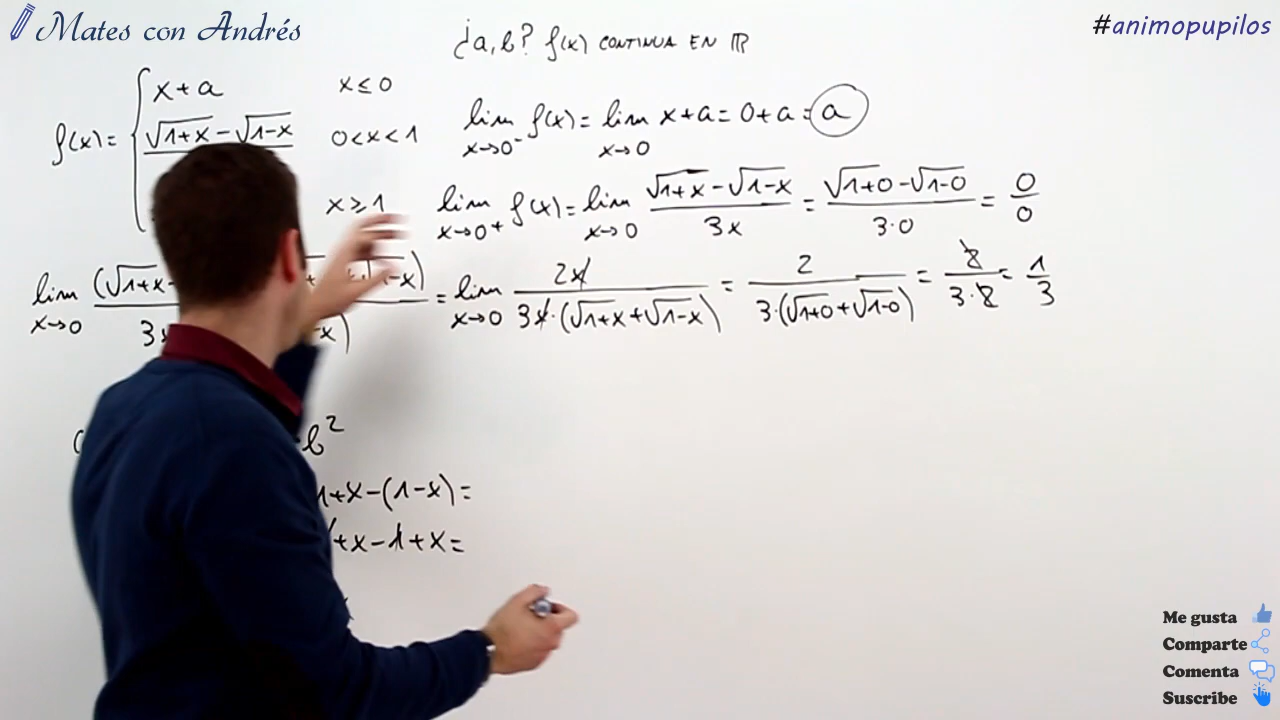 Mates con Andrés
#animopupilos
¿a, b? f(x) CONTINUA EN ℝ
f(x) = { x + a x ≤ 0
√1+x - √1-x 0 < x < 1
x ≥ 1
lim x→0⁻ f(x) = lim x→0 x + a = 0 + a = a
lim x→0⁺ f(x) = lim x→0 (√1+x - √1-x)/(3x) = (√1+0 - √1-0)/(3·0) = 0/0
lim x→0 (√1+x - √1-x) / 3x = lim x→0 2x/(3x·(√1+x + √1-x)) = 2/(3·(√1+0 + √1-0)) = 2/(3·2) = 1/3
b²
1+x-(1-x)=
+x-1+x=
Me gusta
Comparte
Comenta
Suscribe